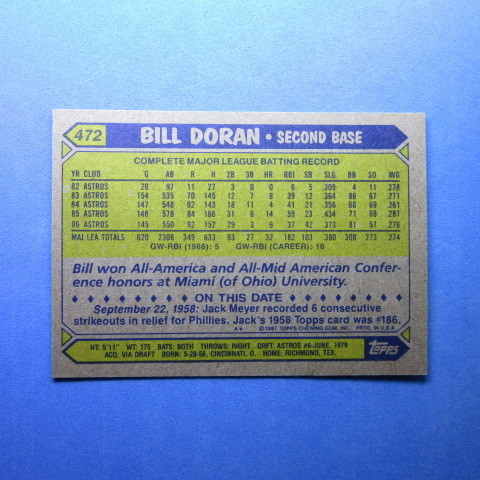 472
BILL DORAN • SECOND BASE
COMPLETE MAJOR LEAGUE BATTING RECORD
YR CLUB G AB R H 2B 3B HR RBI SB SLG BB SO AVG
82 ASTROS 26 97 11 27 3 0 0 6 5 .309 4 11 .278
83 ASTROS 154 535 70 145 12 7 8 39 12 .364 86 67 .271
84 ASTROS 147 548 92 143 18 11 4 41 21 .356 66 69 .261
85 ASTROS 148 578 84 166 31 6 14 59 23 .434 71 69 .287
86 ASTROS 145 550 92 152 29 3 6 37 42 .373 81 57 .276
MAJ. LEA. TOTALS 620 2308 349 633 93 27 32 182 103 .380 308 273 .274
GW-RBI (1986): 5 GW-RBI (CAREER): 16
Bill won All-America and All-Mid American Confer-
ence honors at Miami (of Ohio) University.
ON THIS DATE
September 22, 1958: Jack Meyer recorded 6 consecutive
strikeouts in relief for Phillies. Jack's 1958 Topps card was #186.
A ★ © 1987 TOPPS CHEWING GUM, INC. PRTD. IN U.S.A.
HT: 5'11" WT: 175 BATS: BOTH THROWS: RIGHT DRFT: ASTROS #6-JUNE, 1979
ACQ: VIA DRAFT BORN: 5-28-58, CINCINNATI, O. HOME: RICHMOND, TEX.
topps